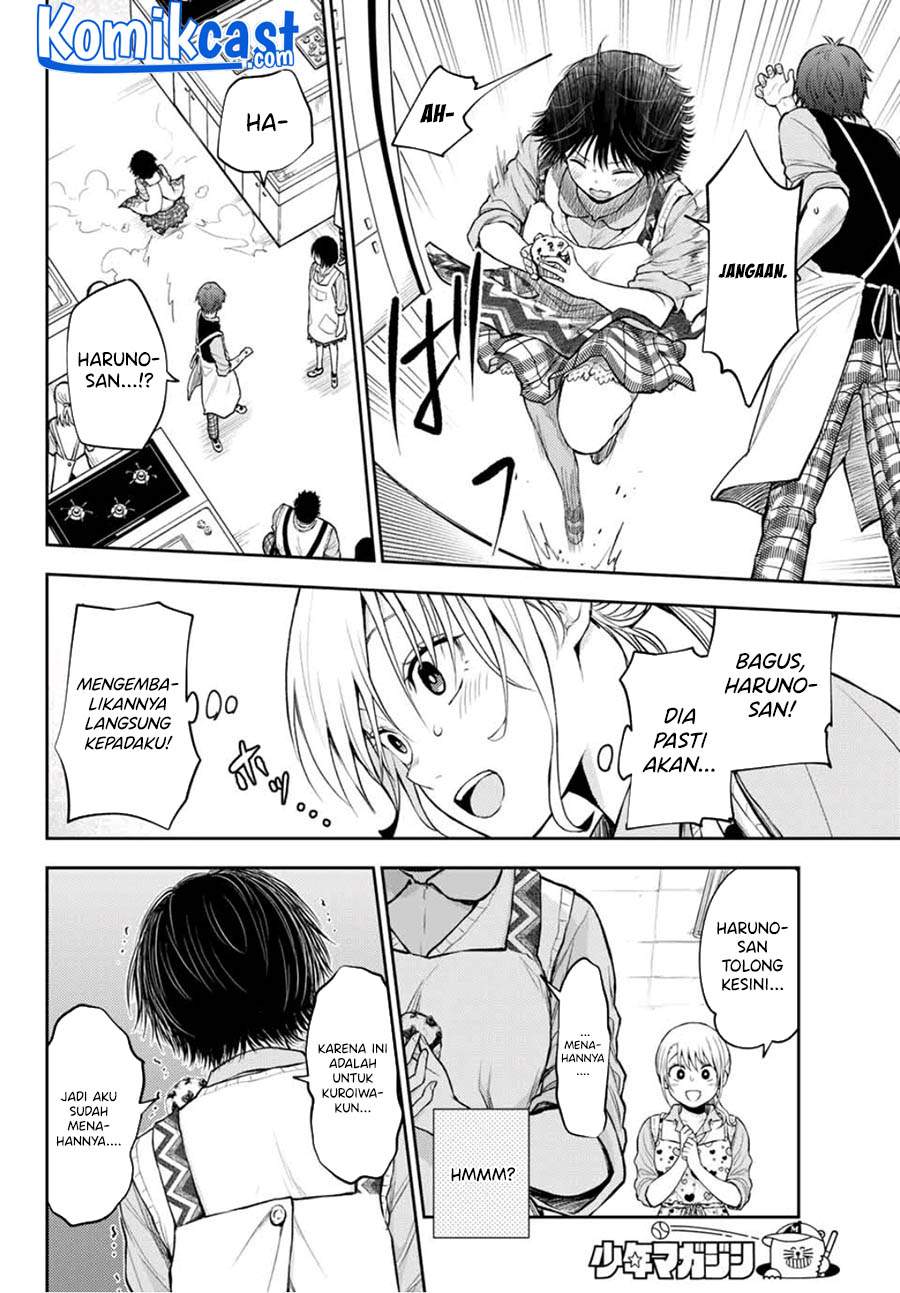 Komikcast
.com
AH-
JANGAAN.
ばっ
HA-
HARUNO-
SAN...!?
BAGUS,
HARUNO-
SAN!
DIA
PASTI
AKAN...
ホッ...
MENGEMBA-
LIKANNYA
LANGSUNG
KEPADAKU!
HARUNO-
SAN
TOLONG
KESINI...
...
MENA-
HANNYA
....
HMMM?
KARENA INI
ADALAH
UNTUK
KUROIWA-
KUN...
JADI AKU
SUDAH
MENA-
HANNYA....
少年マガジン
M